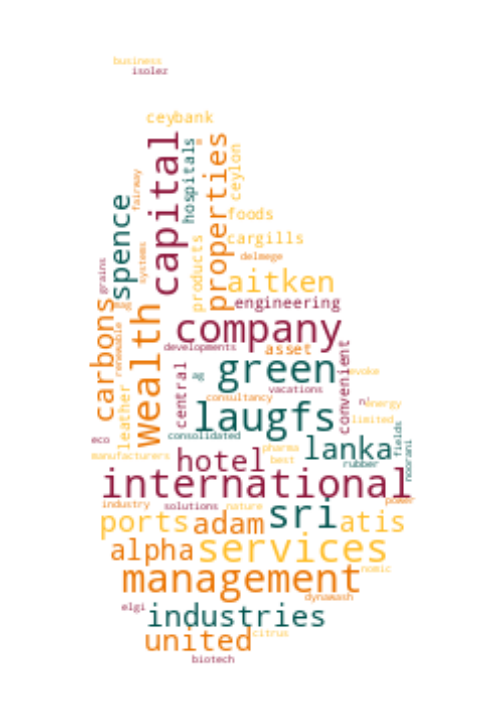 business
isolez
ceybank
capital
hospitals
properties
ceylon
fairway
spence
foods
cargills
products
delmege
systems
grains
aitken
engineering
carbons
mag
wealth
renewable
company
developments
asset
convenient
green
central
ag
evoke
vacations
leather
consultancy
energy
laugfs
limited
consolidated
eco
lanka
fields
noorani
pharma
manufacturers
hotel
best
rubber
international
industry
solutions
nature
power
sri
ports
adam
atis
alpha
services
management
nomic
dynawash
elgi
industries
united
citrus
biotech